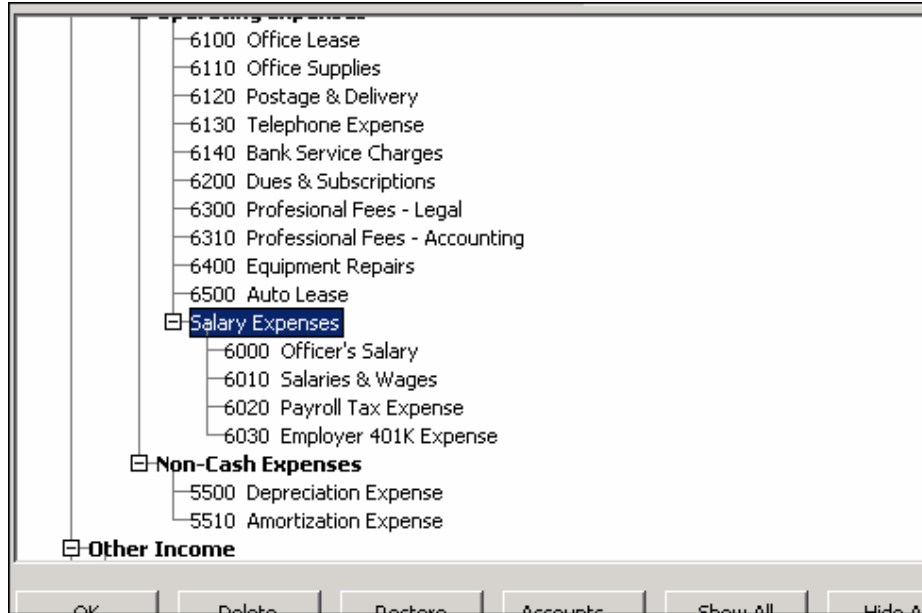 Operating Expenses
6100 Office Lease
6110 Office Supplies
6120 Postage & Delivery
6130 Telephone Expense
6140 Bank Service Charges
6200 Dues & Subscriptions
6300 Profesional Fees - Legal
6310 Professional Fees - Accounting
6400 Equipment Repairs
6500 Auto Lease
Salary Expenses
6000 Officer's Salary
6010 Salaries & Wages
6020 Payroll Tax Expense
6030 Employer 401K Expense
Non-Cash Expenses
5500 Depreciation Expense
5510 Amortization Expense
Other Income
OK Delete Restore Accounts... Show All Hide A